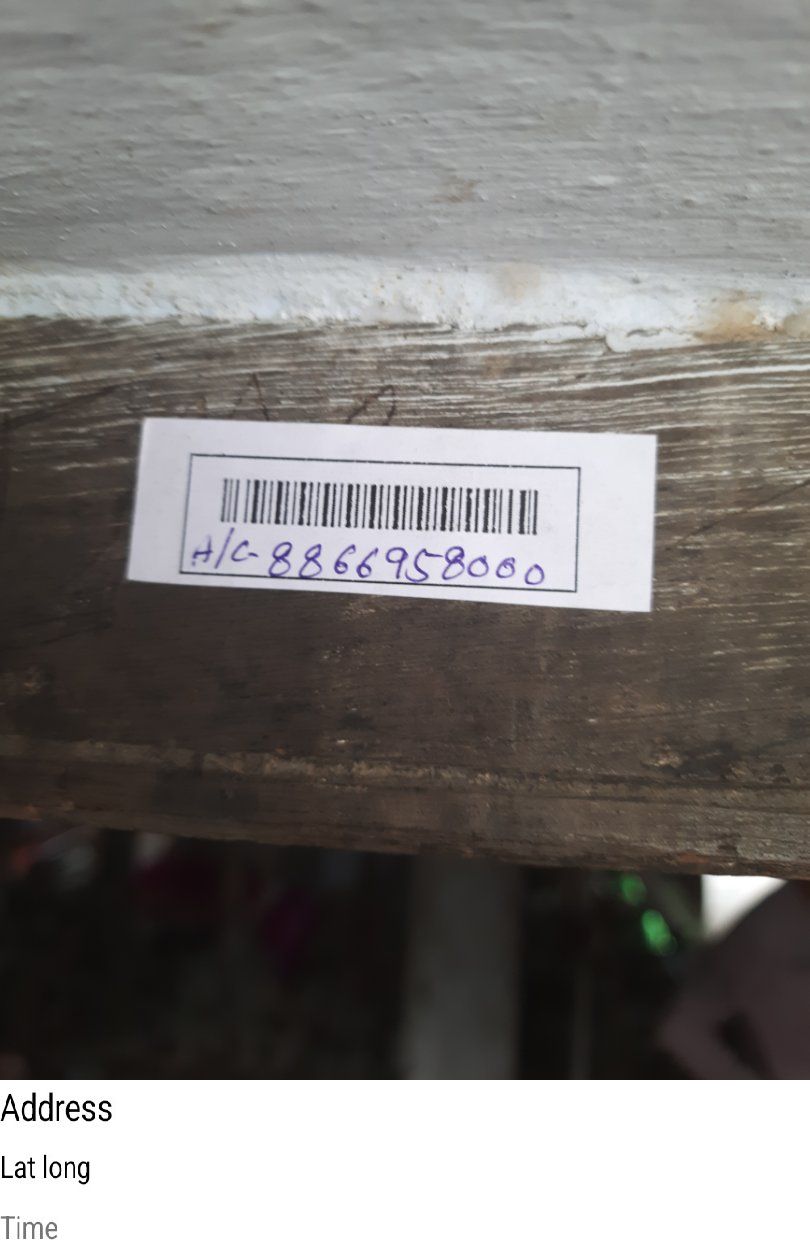 A/C-8866958000
Address
Lat long
Time